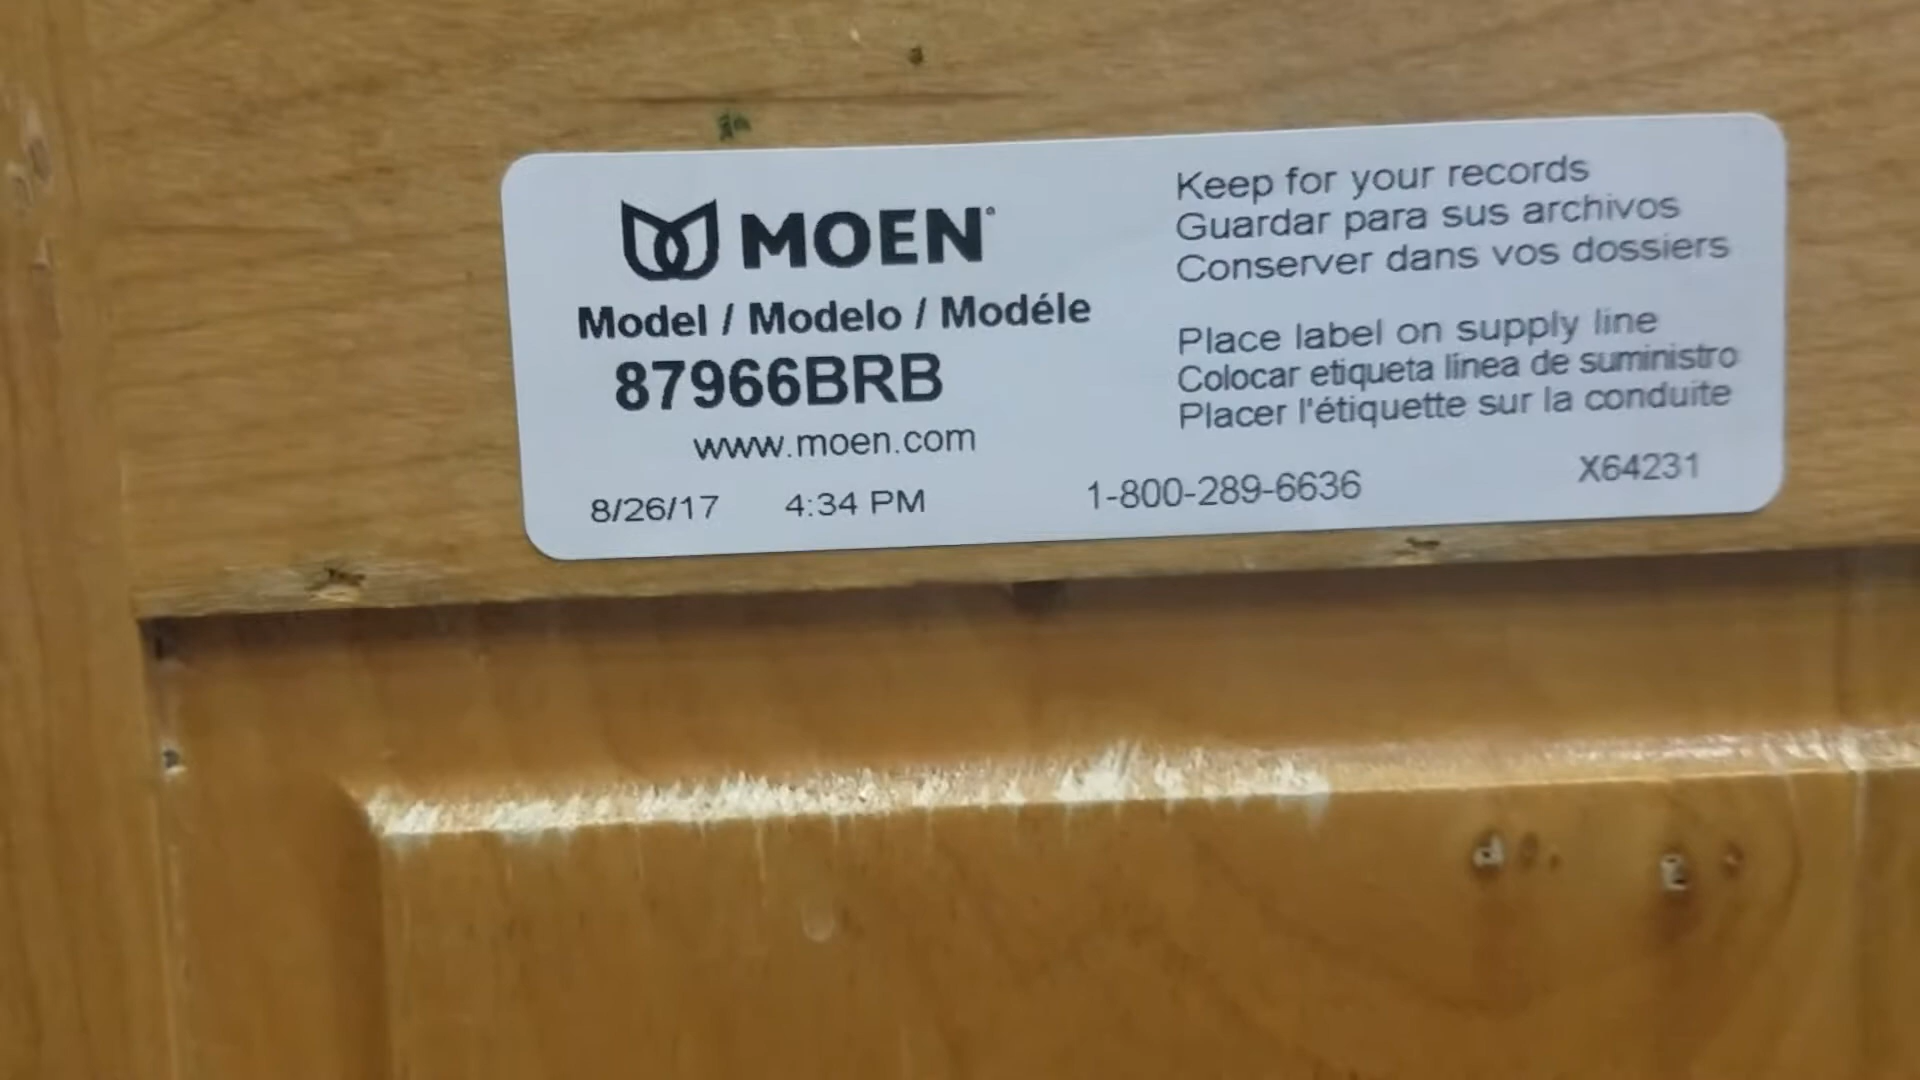 MOEN®
Model / Modelo / Modéle
87966BRB
www.moen.com
8/26/17 4:34 PM
Keep for your records
Guardar para sus archivos
Conserver dans vos dossiers
Place label on supply line
Colocar etiqueta línea de suministro
Placer l'étiquette sur la conduite
1-800-289-6636
X64231